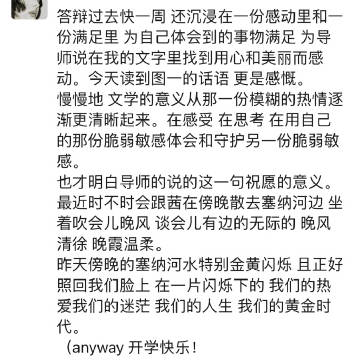 答辩过去快一周 还沉浸在一份感动里和一
份满足里 为自己体会到的事物满足 为导
师说在我的文字里找到用心和美丽而感
动。今天读到图一的话语 更是感慨。
慢慢地 文学的意义从那一份模糊的热情逐
渐更清晰起来。在感受 在思考 在用自己
的那份脆弱敏感体会和守护另一份脆弱敏
感。
也才明白导师的说的这一句祝愿的意义。
最近时不时会跟茜在傍晚散去塞纳河边 坐
着吹会儿晚风 谈会儿有边的无际的 晚风
清徐 晚霞温柔。
昨天傍晚的塞纳河水特别金黄闪烁 且正好
照回我们脸上 在一片闪烁下的 我们的热
爱我们的迷茫 我们的人生 我们的黄金时
代。
（anyway 开学快乐！